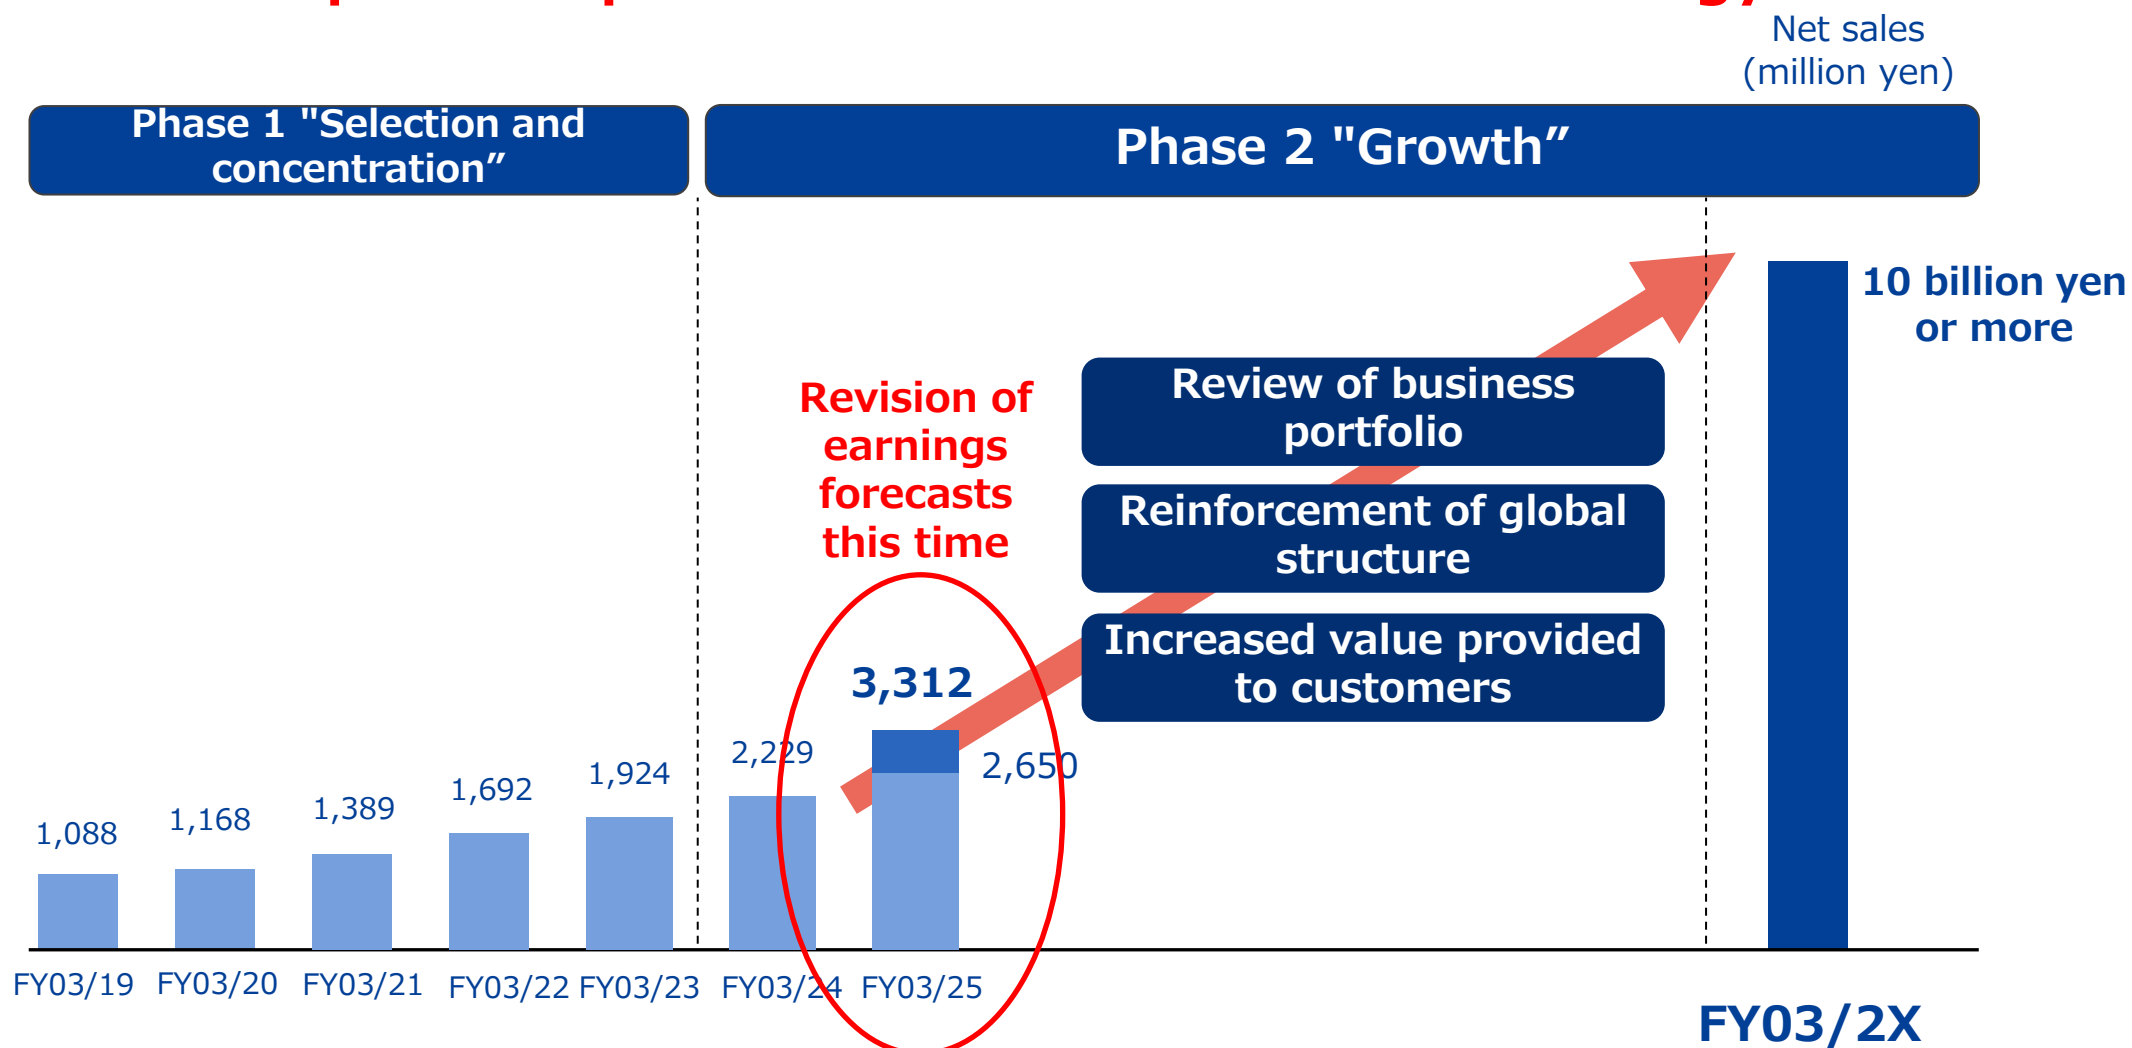 Net sales
(million yen)
Phase 1 "Selection and
concentration”
Phase 2 "Growth”
10 billion yen
or more
Revision of
earnings
forecasts
this time
Review of business
portfolio
Reinforcement of global
structure
Increased value provided
to customers
3,312
2,650
2,229
1,924
1,692
1,389
1,168
1,088
FY03/19
FY03/20
FY03/21
FY03/22
FY03/23
FY03/24
FY03/25
FY03/2X